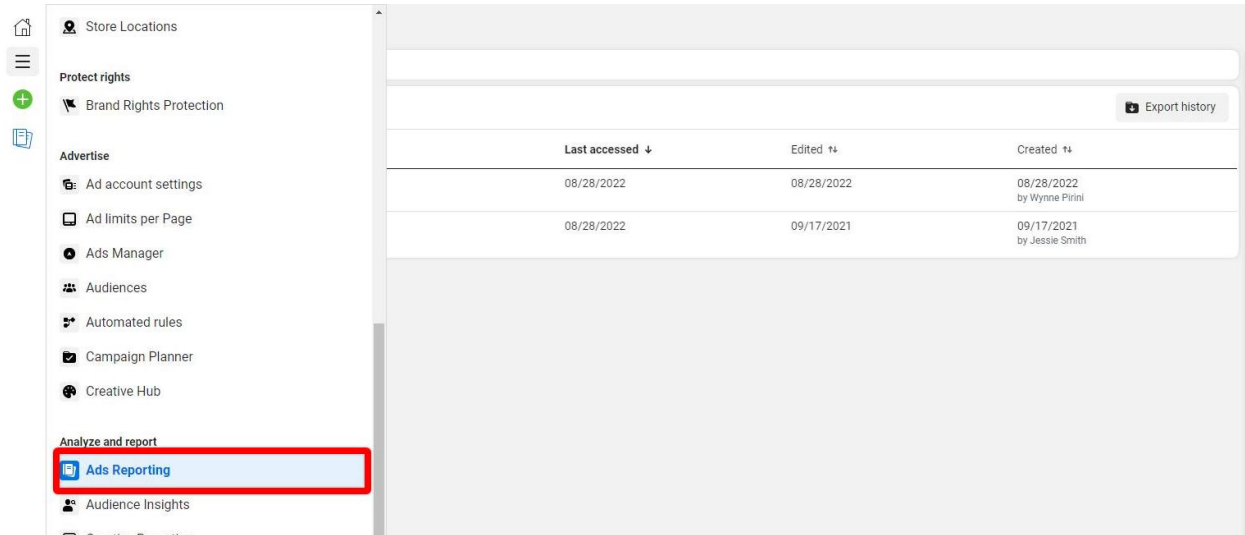 Store Locations
Protect rights
Brand Rights Protection
Export history
Advertise
Last accessed ↓
Edited ↑↓
Created ↑↓
Ad account settings
08/28/2022
08/28/2022
08/28/2022
by Wynne Pirini
Ad limits per Page
08/28/2022
09/17/2021
09/17/2021
by Jessie Smith
Ads Manager
Audiences
Automated rules
Campaign Planner
Creative Hub
Analyze and report
Ads Reporting
Audience Insights